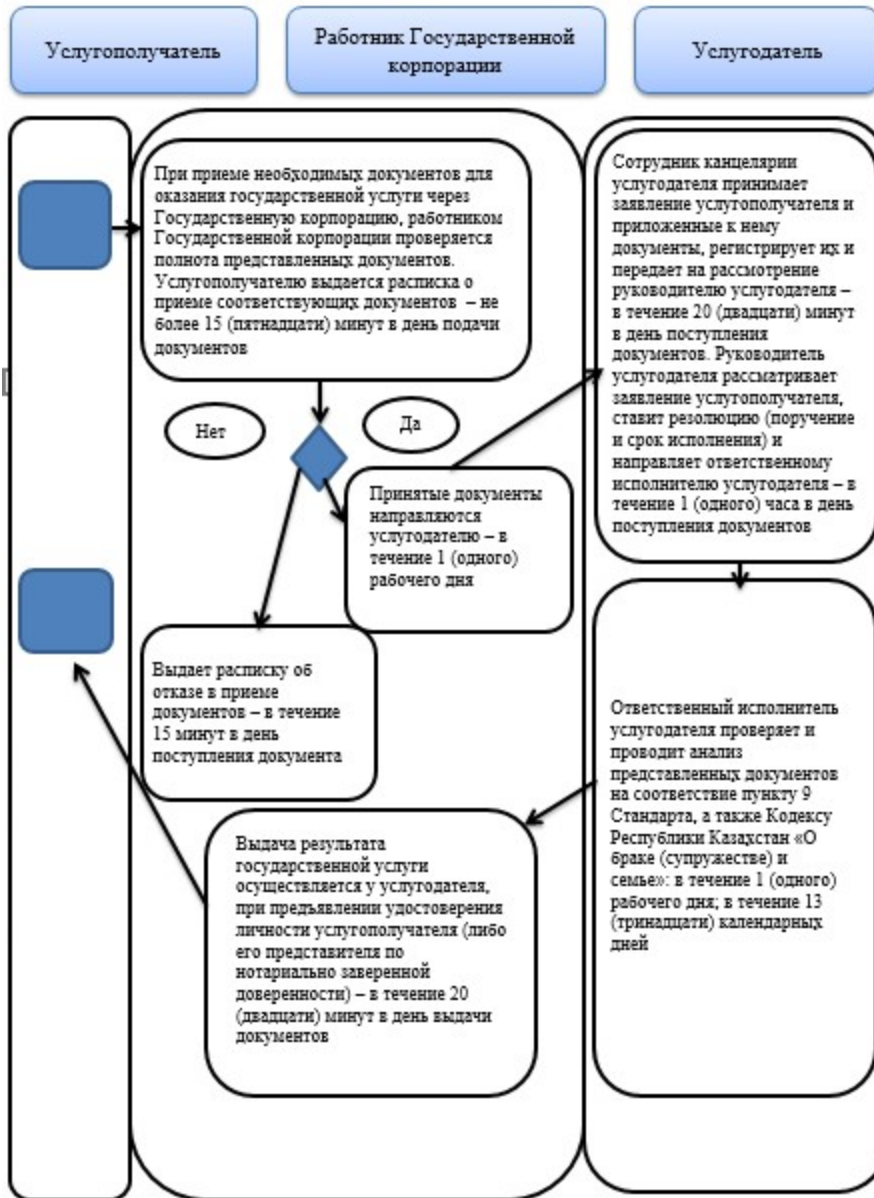 Услугополучатель
Работник Государственной
корпорации
Услугодатель
При приеме необходимых документов для
оказания государственной услуги через
Государственную корпорацию, работником
Государственной корпорации проверяется
полнота представленных документов.
Услугополучателю выдается расписка о
приеме соответствующих документов – не
более 15 (пятнадцати) минут в день подачи
документов
Нет
Да
Принятые документы
направляются
услугодателю – в
течение 1 (одного)
рабочего дня
Выдает расписку об
отказе в приеме
документов – в течение
15 минут в день
поступления документа
Сотрудник канцелярии
услугодателя принимает
заявление услугополучателя и
приложенные к нему
документы, регистрирует их и
передает на рассмотрение
руководителю услугодателя –
в течение 20 (двадцати) минут
в день поступления
документов. Руководитель
услугодателя рассматривает
заявление услугополучателя,
ставит резолюцию (поручение
и срок исполнения) и
направляет ответственному
исполнителю услугодателя – в
течение 1 (одного) часа в день
поступления документов
Ответственный исполнитель
услугодателя проверяет и
проводит анализ
представленных документов
на соответствие пункту 9
Стандарта, а также Кодексу
Республики Казахстан «О
браке (супружестве) и
семье»: в течение 1 (одного)
рабочего дня; в течение 13
(тринадцати) календарных
дней
Выдача результата
государственной услуги
осуществляется у услугодателя,
при предъявлении удостоверения
личности услугополучателя (либо
его представителя по
нотариально заверенной
доверенности) – в течение 20
(двадцати) минут в день выдачи
документов